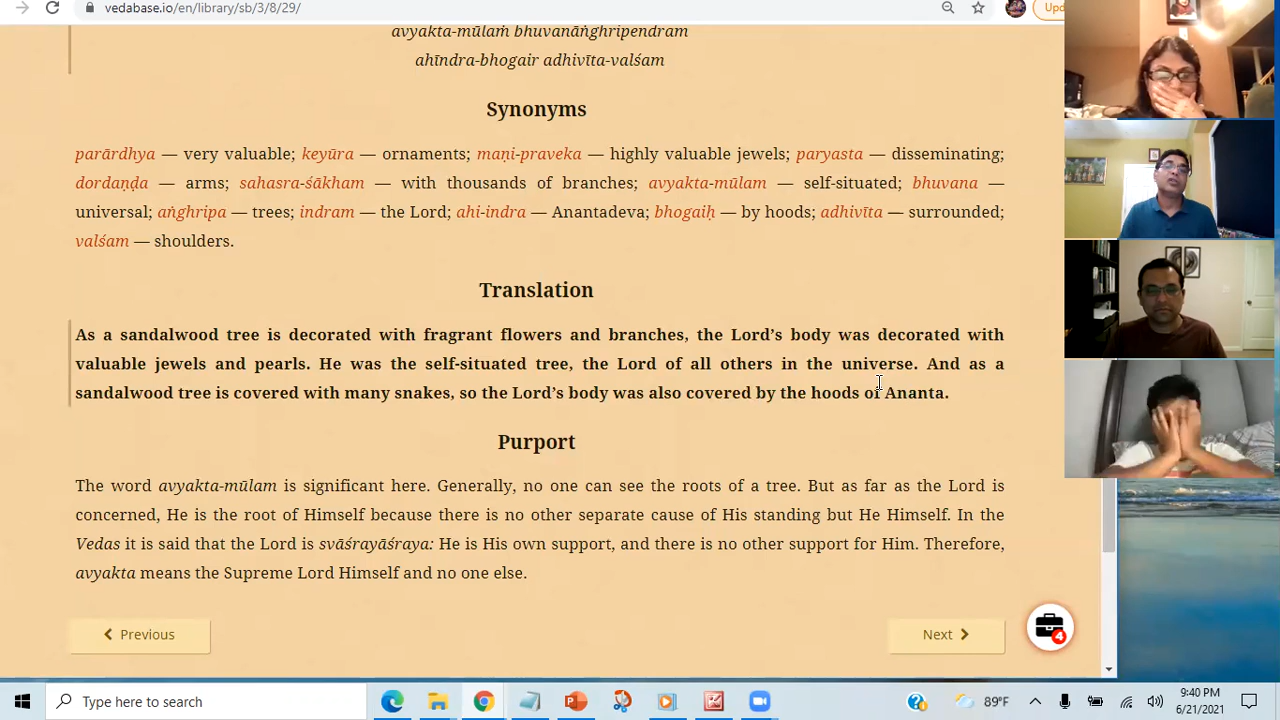 vedabase.io/en/library/sb/3/8/29/
avyakta-mūlaṁ bhuvanāṅghripendram
ahīndra-bhogair adhivīta-valśam
Synonyms
parārdhya — very valuable; keyūra — ornaments; maṇi-praveka — highly valuable jewels; paryasta — disseminating;
dordaṇḍa — arms; sahasra-śākham — with thousands of branches; avyakta-mūlam — self-situated; bhuvana —
universal; aṅghripa — trees; indram — the Lord; ahi-indra — Anantadeva; bhogaiḥ — by hoods; adhivīta — surrounded;
valśam — shoulders.
Translation
As a sandalwood tree is decorated with fragrant flowers and branches, the Lord’s body was decorated with
valuable jewels and pearls. He was the self-situated tree, the Lord of all others in the universe. And as a
sandalwood tree is covered with many snakes, so the Lord’s body was also covered by the hoods of Ananta.
Purport
The word avyakta-mūlam is significant here. Generally, no one can see the roots of a tree. But as far as the Lord is
concerned, He is the root of Himself because there is no other separate cause of His standing but He Himself. In the
Vedas it is said that the Lord is svāśrayāśraya: He is His own support, and there is no other support for Him. Therefore,
avyakta means the Supreme Lord Himself and no one else.
Previous
Next
4
Type here to search
89°F
9:40 PM
6/21/2021